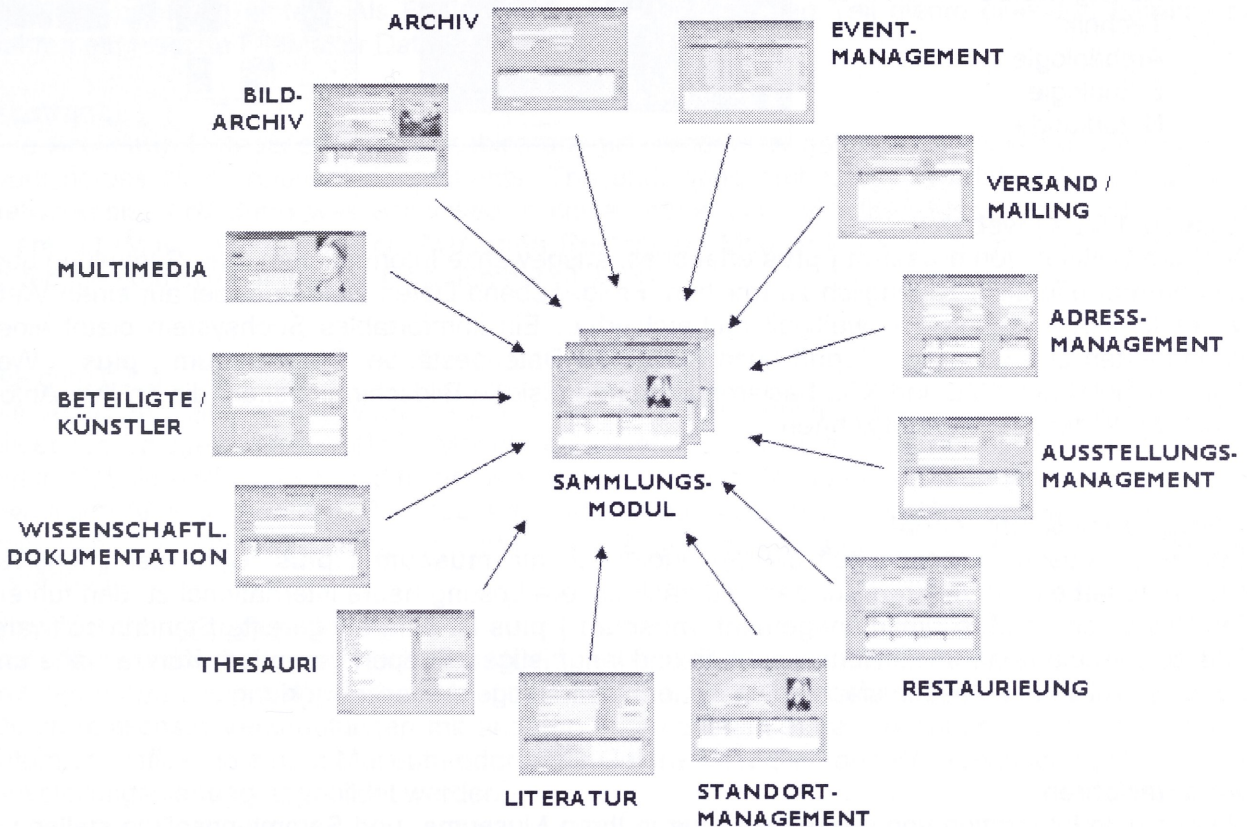 ARCHIV
EVENT-
MANAGEMENT
BILD-
ARCHIV
VERSAND /
MAILING
MULTIMEDIA
ADRESS-
MANAGEMENT
BETEILIGTE /
KÜNSTLER
AUSSTELLUNGS-
MANAGEMENT
SAMMLUNGS-
MODUL
WISSENSCHAFTL.
DOKUMENTATION
THESAURI
RESTAURIEUNG
LITERATUR
STANDORT-
MANAGEMENT